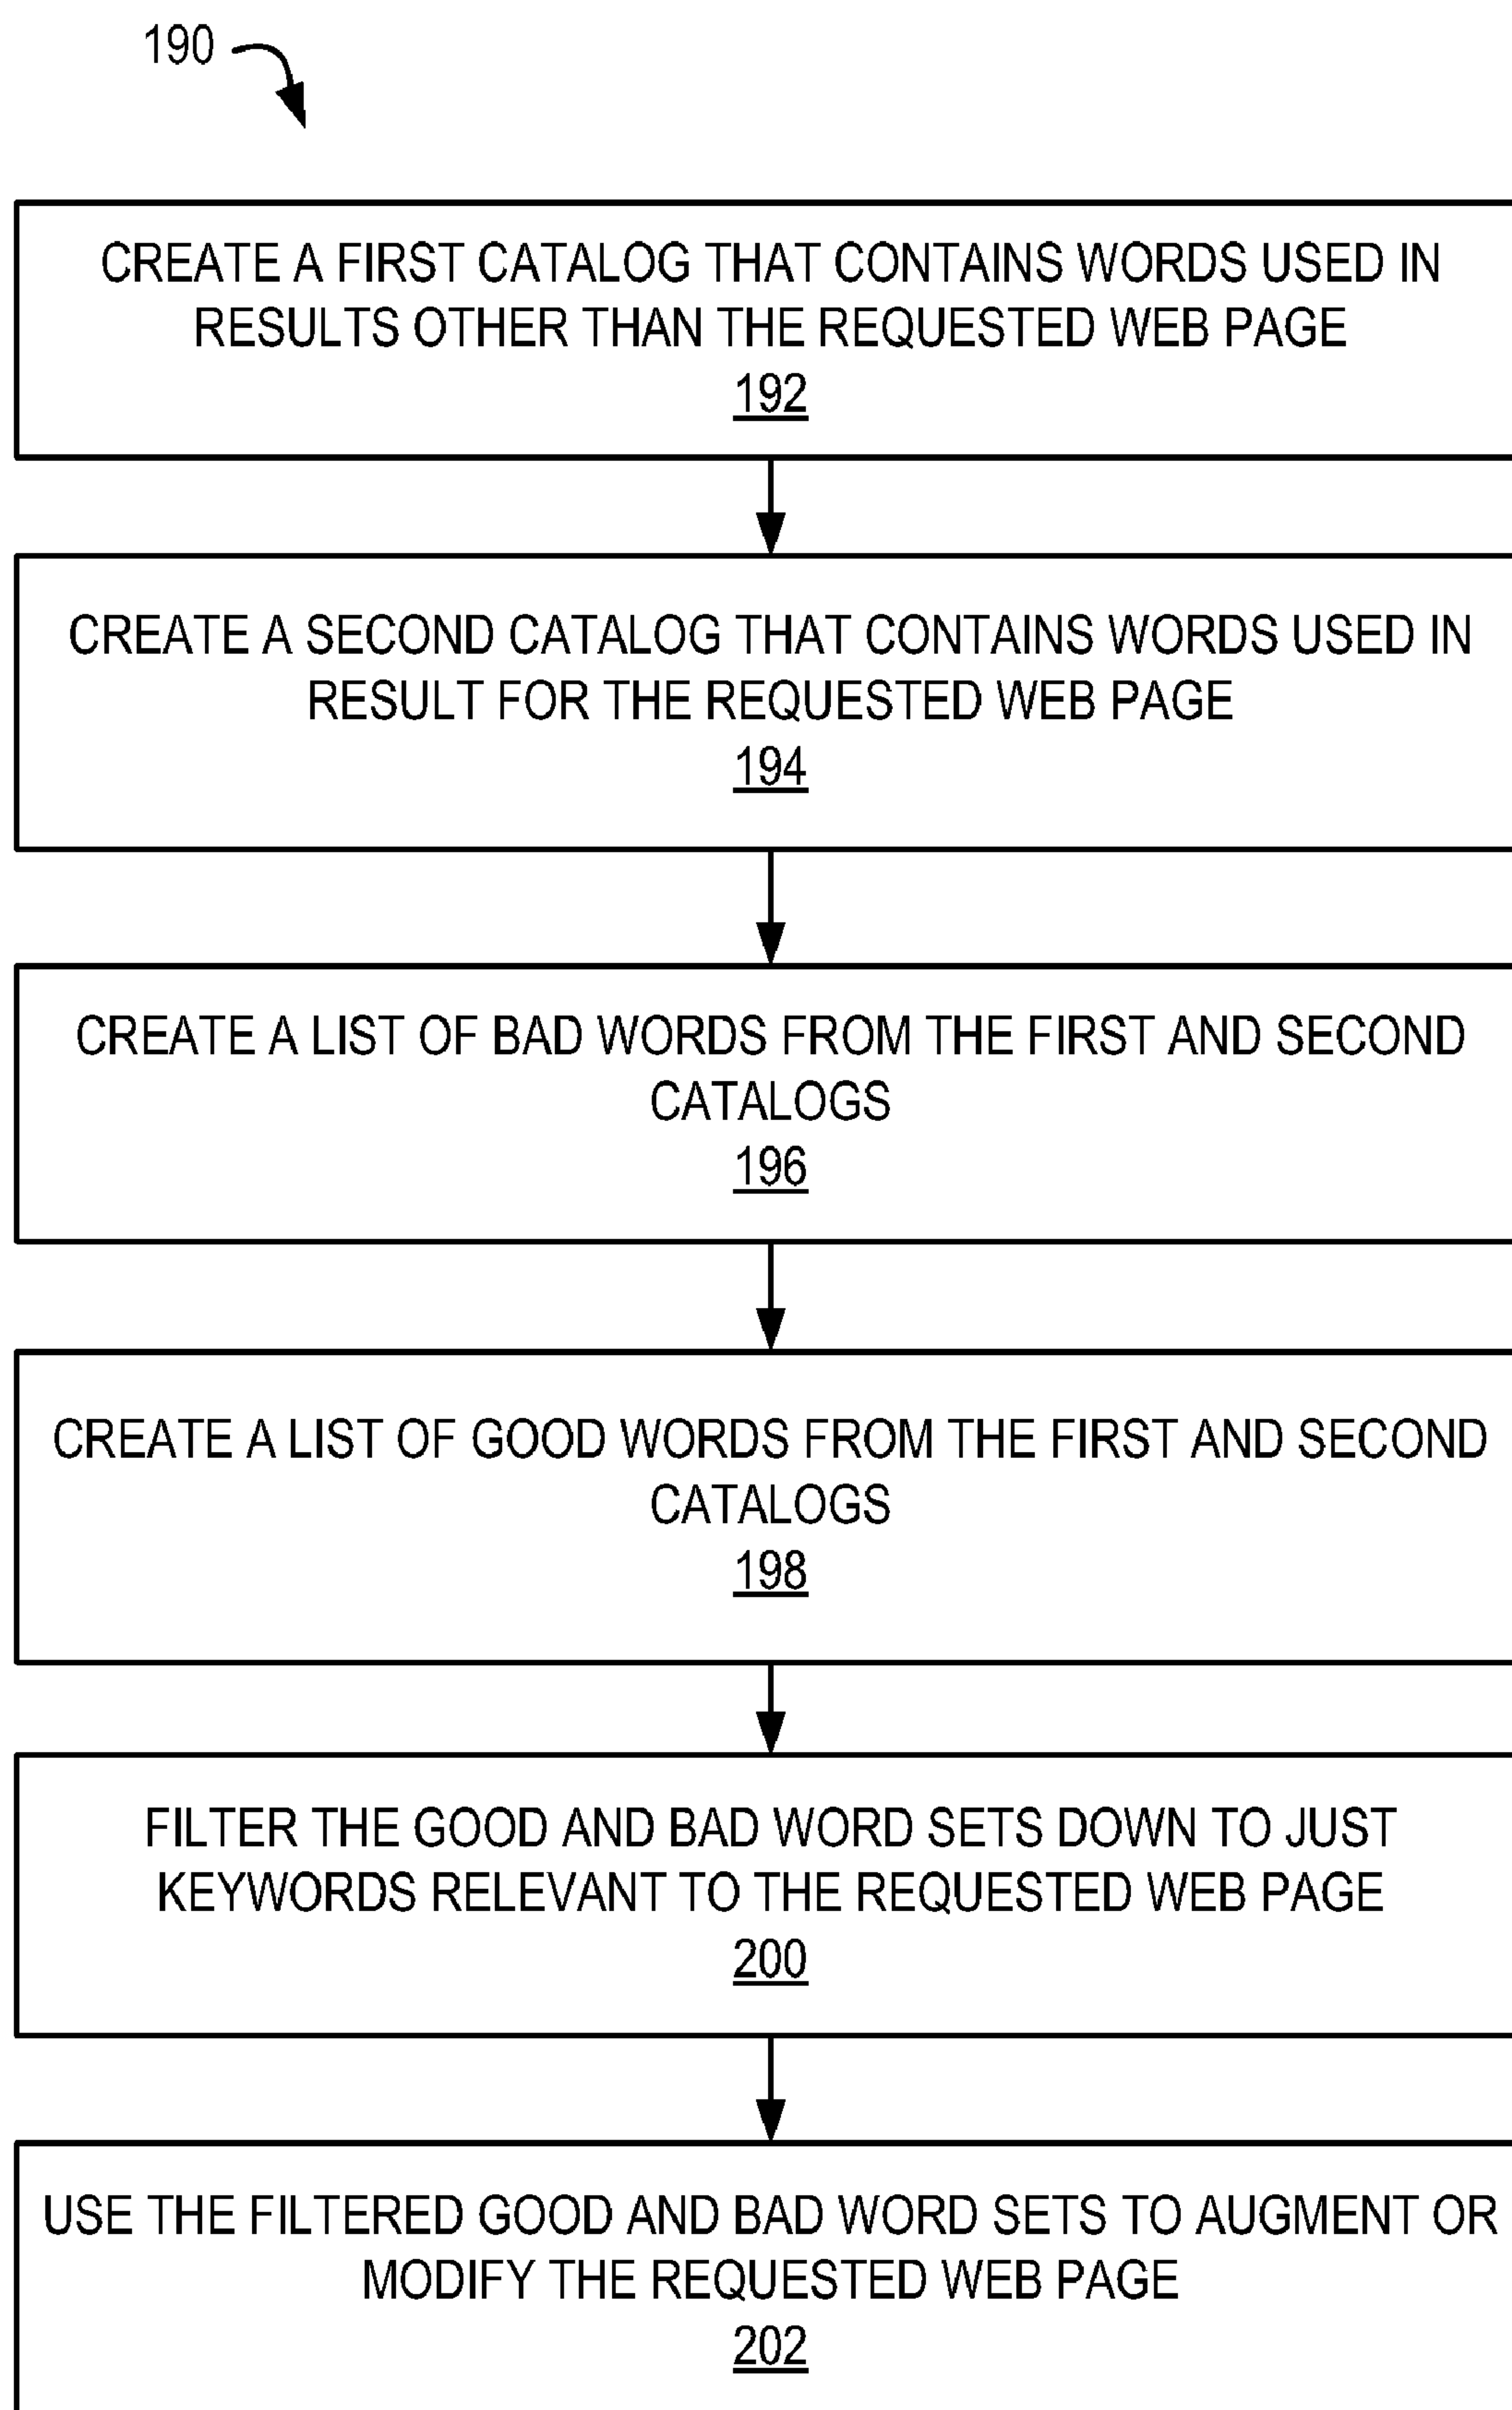 190
CREATE A FIRST CATALOG THAT CONTAINS WORDS USED IN
RESULTS OTHER THAN THE REQUESTED WEB PAGE
192
CREATE A SECOND CATALOG THAT CONTAINS WORDS USED IN
RESULT FOR THE REQUESTED WEB PAGE
194
CREATE A LIST OF BAD WORDS FROM THE FIRST AND SECOND
CATALOGS
196
CREATE A LIST OF GOOD WORDS FROM THE FIRST AND SECOND
CATALOGS
198
FILTER THE GOOD AND BAD WORD SETS DOWN TO JUST
KEYWORDS RELEVANT TO THE REQUESTED WEB PAGE
200
USE THE FILTERED GOOD AND BAD WORD SETS TO AUGMENT OR
MODIFY THE REQUESTED WEB PAGE
202